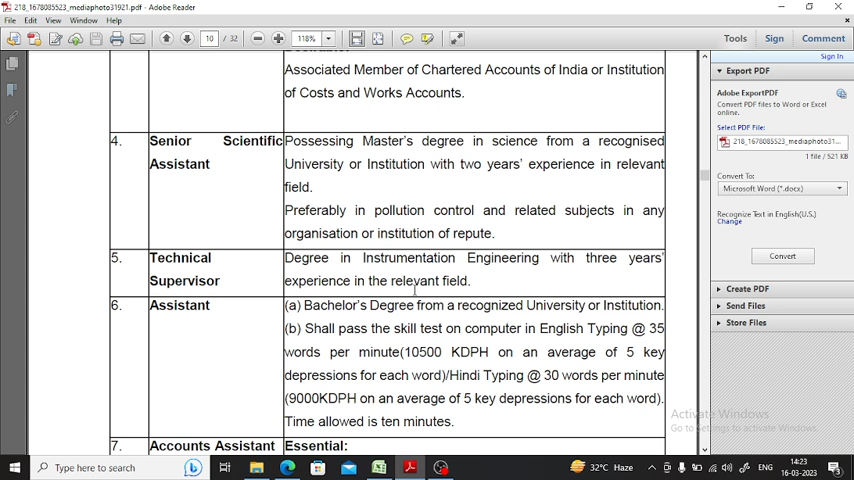 218_1678085523_mediaphoto31921.pdf - Adobe Reader
File Edit View Window Help
10 / 32 118% Tools Sign Comment
Associated Member of Chartered Accounts of India or Institution
of Costs and Works Accounts.
4. Senior Scientific Possessing Master's degree in science from a recognised
Assistant University or Institution with two years' experience in relevant
field.
Preferably in pollution control and related subjects in any
organisation or institution of repute.
5. Technical Degree in Instrumentation Engineering with three years'
Supervisor experience in the relevant field.
6. Assistant (a) Bachelor's Degree from a recognized University or Institution.
(b) Shall pass the skill test on computer in English Typing @ 35
words per minute(10500 KDPH on an average of 5 key
depressions for each word)/Hindi Typing @ 30 words per minute
(9000KDPH on an average of 5 key depressions for each word).
Time allowed is ten minutes.
7. Accounts Assistant Essential:
Sign In
Export PDF
Adobe ExportPDF
Convert PDF files to Word or Excel
online.
Select PDF File:
218_1678085523_mediaphoto31...
1 file / 521 KB
Convert To:
Microsoft Word (*.docx)
Recognize Text in English(U.S.)
Change
Convert
Create PDF
Send Files
Store Files
Activate Windows
Go to Settings to activate Windows.
Type here to search
32°C Haze
ENG
14:23
16-03-2023
3